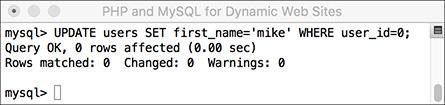 PHP and MySQL for Dynamic Web Sites
mysql> UPDATE users SET first_name='mike' WHERE user_id=0;
Query OK, 0 rows affected (0.00 sec)
Rows matched: 0  Changed: 0  Warnings: 0
mysql>